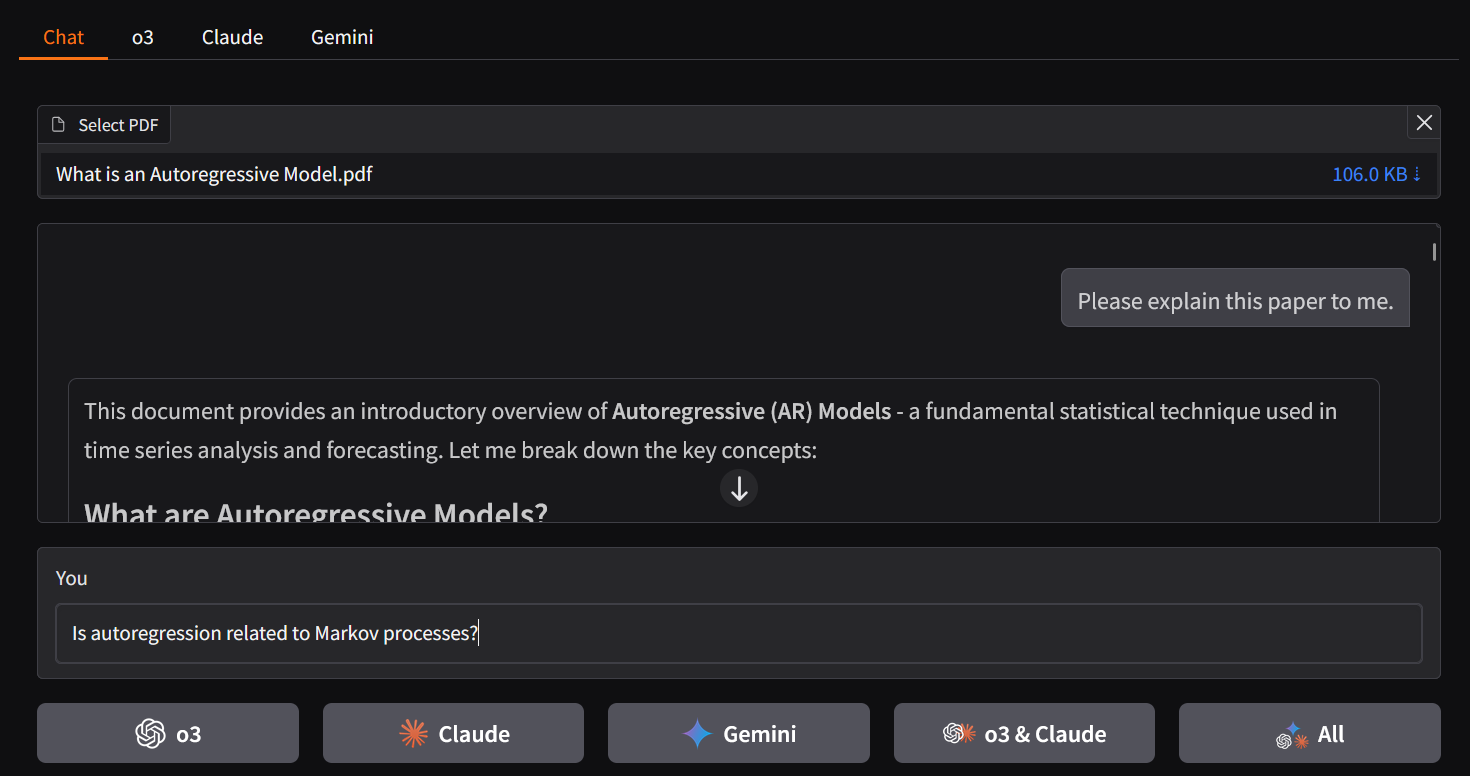 Chat o3 Claude Gemini
Select PDF
What is an Autoregressive Model.pdf 106.0 KB ⇣
Please explain this paper to me.
This document provides an introductory overview of Autoregressive (AR) Models - a fundamental statistical technique used in
time series analysis and forecasting. Let me break down the key concepts:
What are Autoregressive Models?
You
Is autoregression related to Markov processes?
o3 Claude Gemini o3 & Claude All